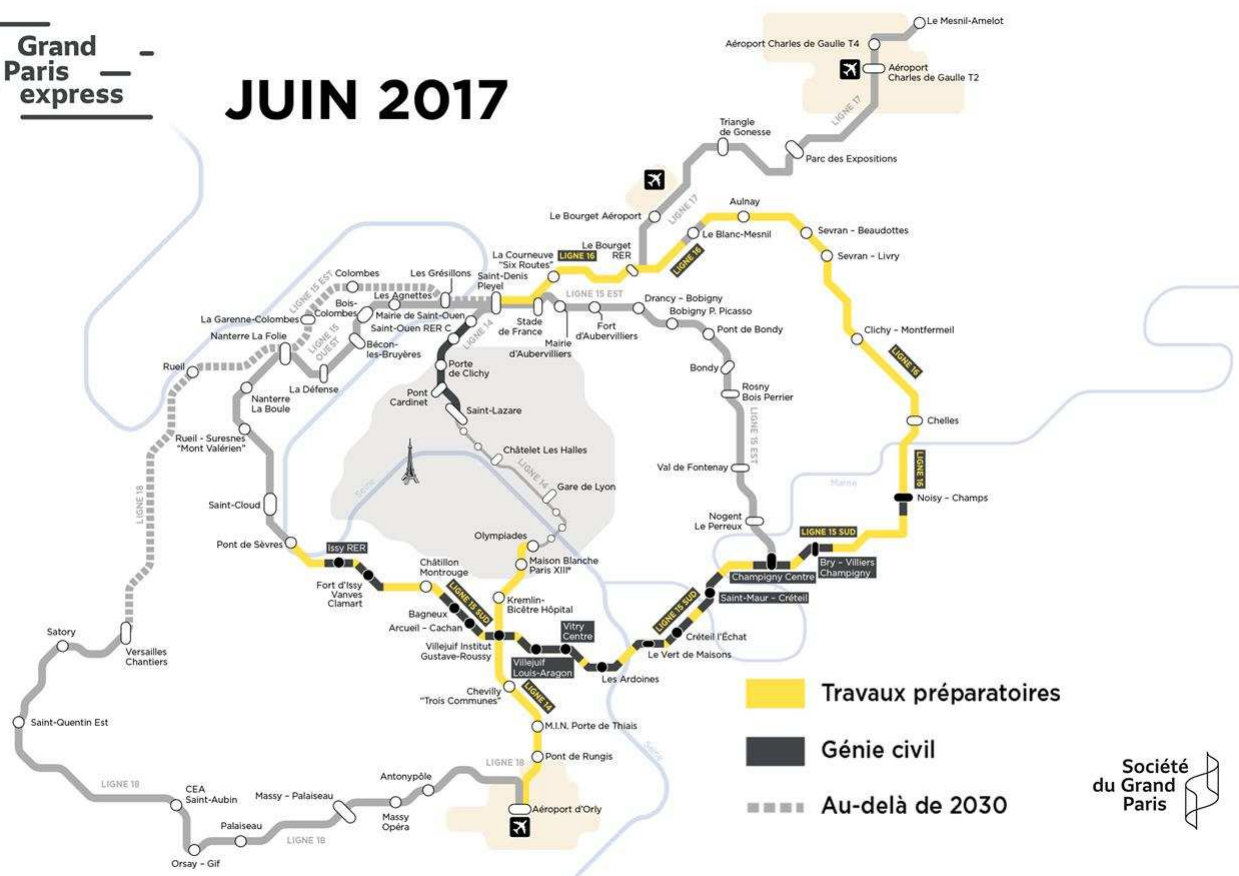 Grand
Paris
express
JUIN 2017
Le Mesnil-Amelot
Aéroport Charles de Gaulle T4
Aéroport
Charles de Gaulle T2
LIGNE 17
Triangle
de Gonesse
Parc des Expositions
Le Bourget Aéroport
LIGNE 17
Aulnay
Le Blanc-Mesnil
Sevran – Beaudottes
Sevran – Livry
Le Bourget
RER
LIGNE 16
LIGNE 16
La Courneuve
"Six Routes"
Saint-Denis
Pleyel
Les Grésillons
Colombes
LIGNE 15 EST
Les Agnettes
Bois-
Colombes
Mairie de Saint-Ouen
Saint-Ouen RER C
LIGNE 14
La Garenne-Colombes
LIGNE 15
OUEST
Nanterre La Folie
Bécon-
les-Bruyères
La Défense
Rueil
Nanterre
La Boule
Rueil - Suresnes
"Mont Valérien"
Stade
de France
LIGNE 15 EST
Mairie
d'Aubervilliers
Fort
d'Aubervilliers
Drancy – Bobigny
Bobigny P. Picasso
Pont de Bondy
Bondy
Rosny
Bois Perrier
LIGNE 15 EST
Val de Fontenay
Nogent
Le Perreux
Clichy – Montfermeil
LIGNE 16
Chelles
LIGNE 16
Noisy – Champs
Marne
Porte
de Clichy
Pont
Cardinet
Saint-Lazare
Châtelet Les Halles
LIGNE 14
Gare de Lyon
Seine
Olympiades
Maison Blanche
Paris XIIIᵉ
Kremlin-
Bicêtre Hôpital
LIGNE 18
Saint-Cloud
Pont de Sèvres
Issy RER
Fort d'Issy
Vanves
Clamart
Châtillon
Montrouge
LIGNE 15 SUD
Bagneux
Arcueil – Cachan
Villejuif Institut
Gustave-Roussy
Vitry
Centre
Villejuif
Louis-Aragon
Les Ardoines
Le Vert de Maisons
Créteil l'Échat
LIGNE 15 SUD
Saint-Maur – Créteil
Champigny Centre
LIGNE 15 SUD
Bry – Villiers
Champigny
Chevilly
"Trois Communes"
LIGNE 14
M.I.N. Porte de Thiais
Pont de Rungis
Seine
Aéroport d'Orly
LIGNE 18
Antonypôle
Massy
Opéra
Massy – Palaiseau
LIGNE 18
Palaiseau
Orsay – Gif
CEA
Saint-Aubin
LIGNE 18
Saint-Quentin Est
Satory
Versailles
Chantiers
Travaux préparatoires
Génie civil
Au-delà de 2030
Société
du Grand
Paris